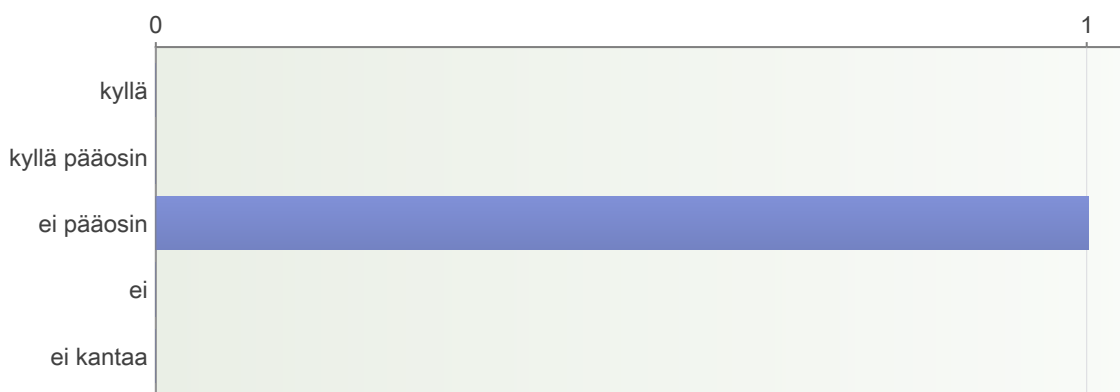 0 1
kyllä
kyllä pääosin
ei pääosin
ei
ei kantaa